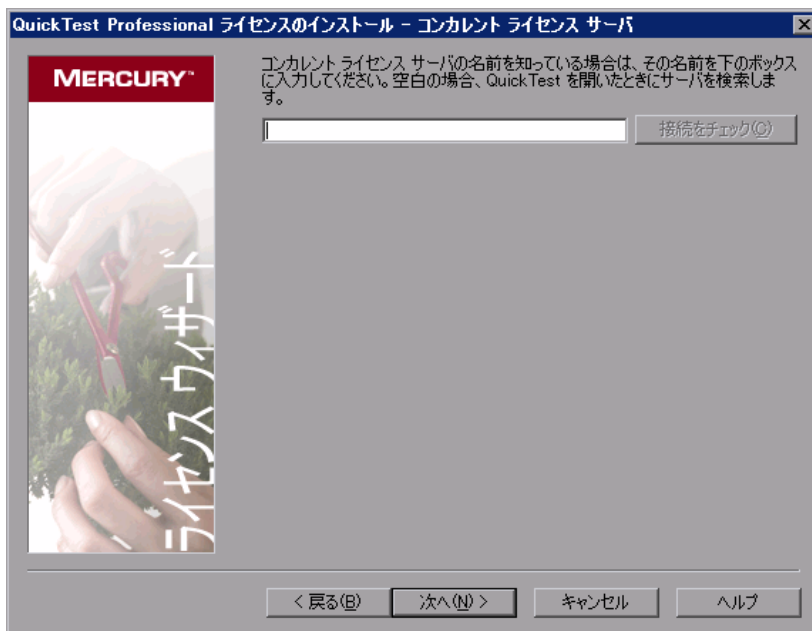 QuickTest Professional ライセンスのインストール - コンカレント ライセンス サーバ
MERCURY™
コンカレント ライセンス サーバの名前を知っている場合は、その名前を下のボックス
に入力してください。空白の場合、QuickTest を開いたときにサーバを検索しま
す。
接続をチェック(C)
ライセンス ウィザード
< 戻る(B)
次へ(N) >
キャンセル
ヘルプ